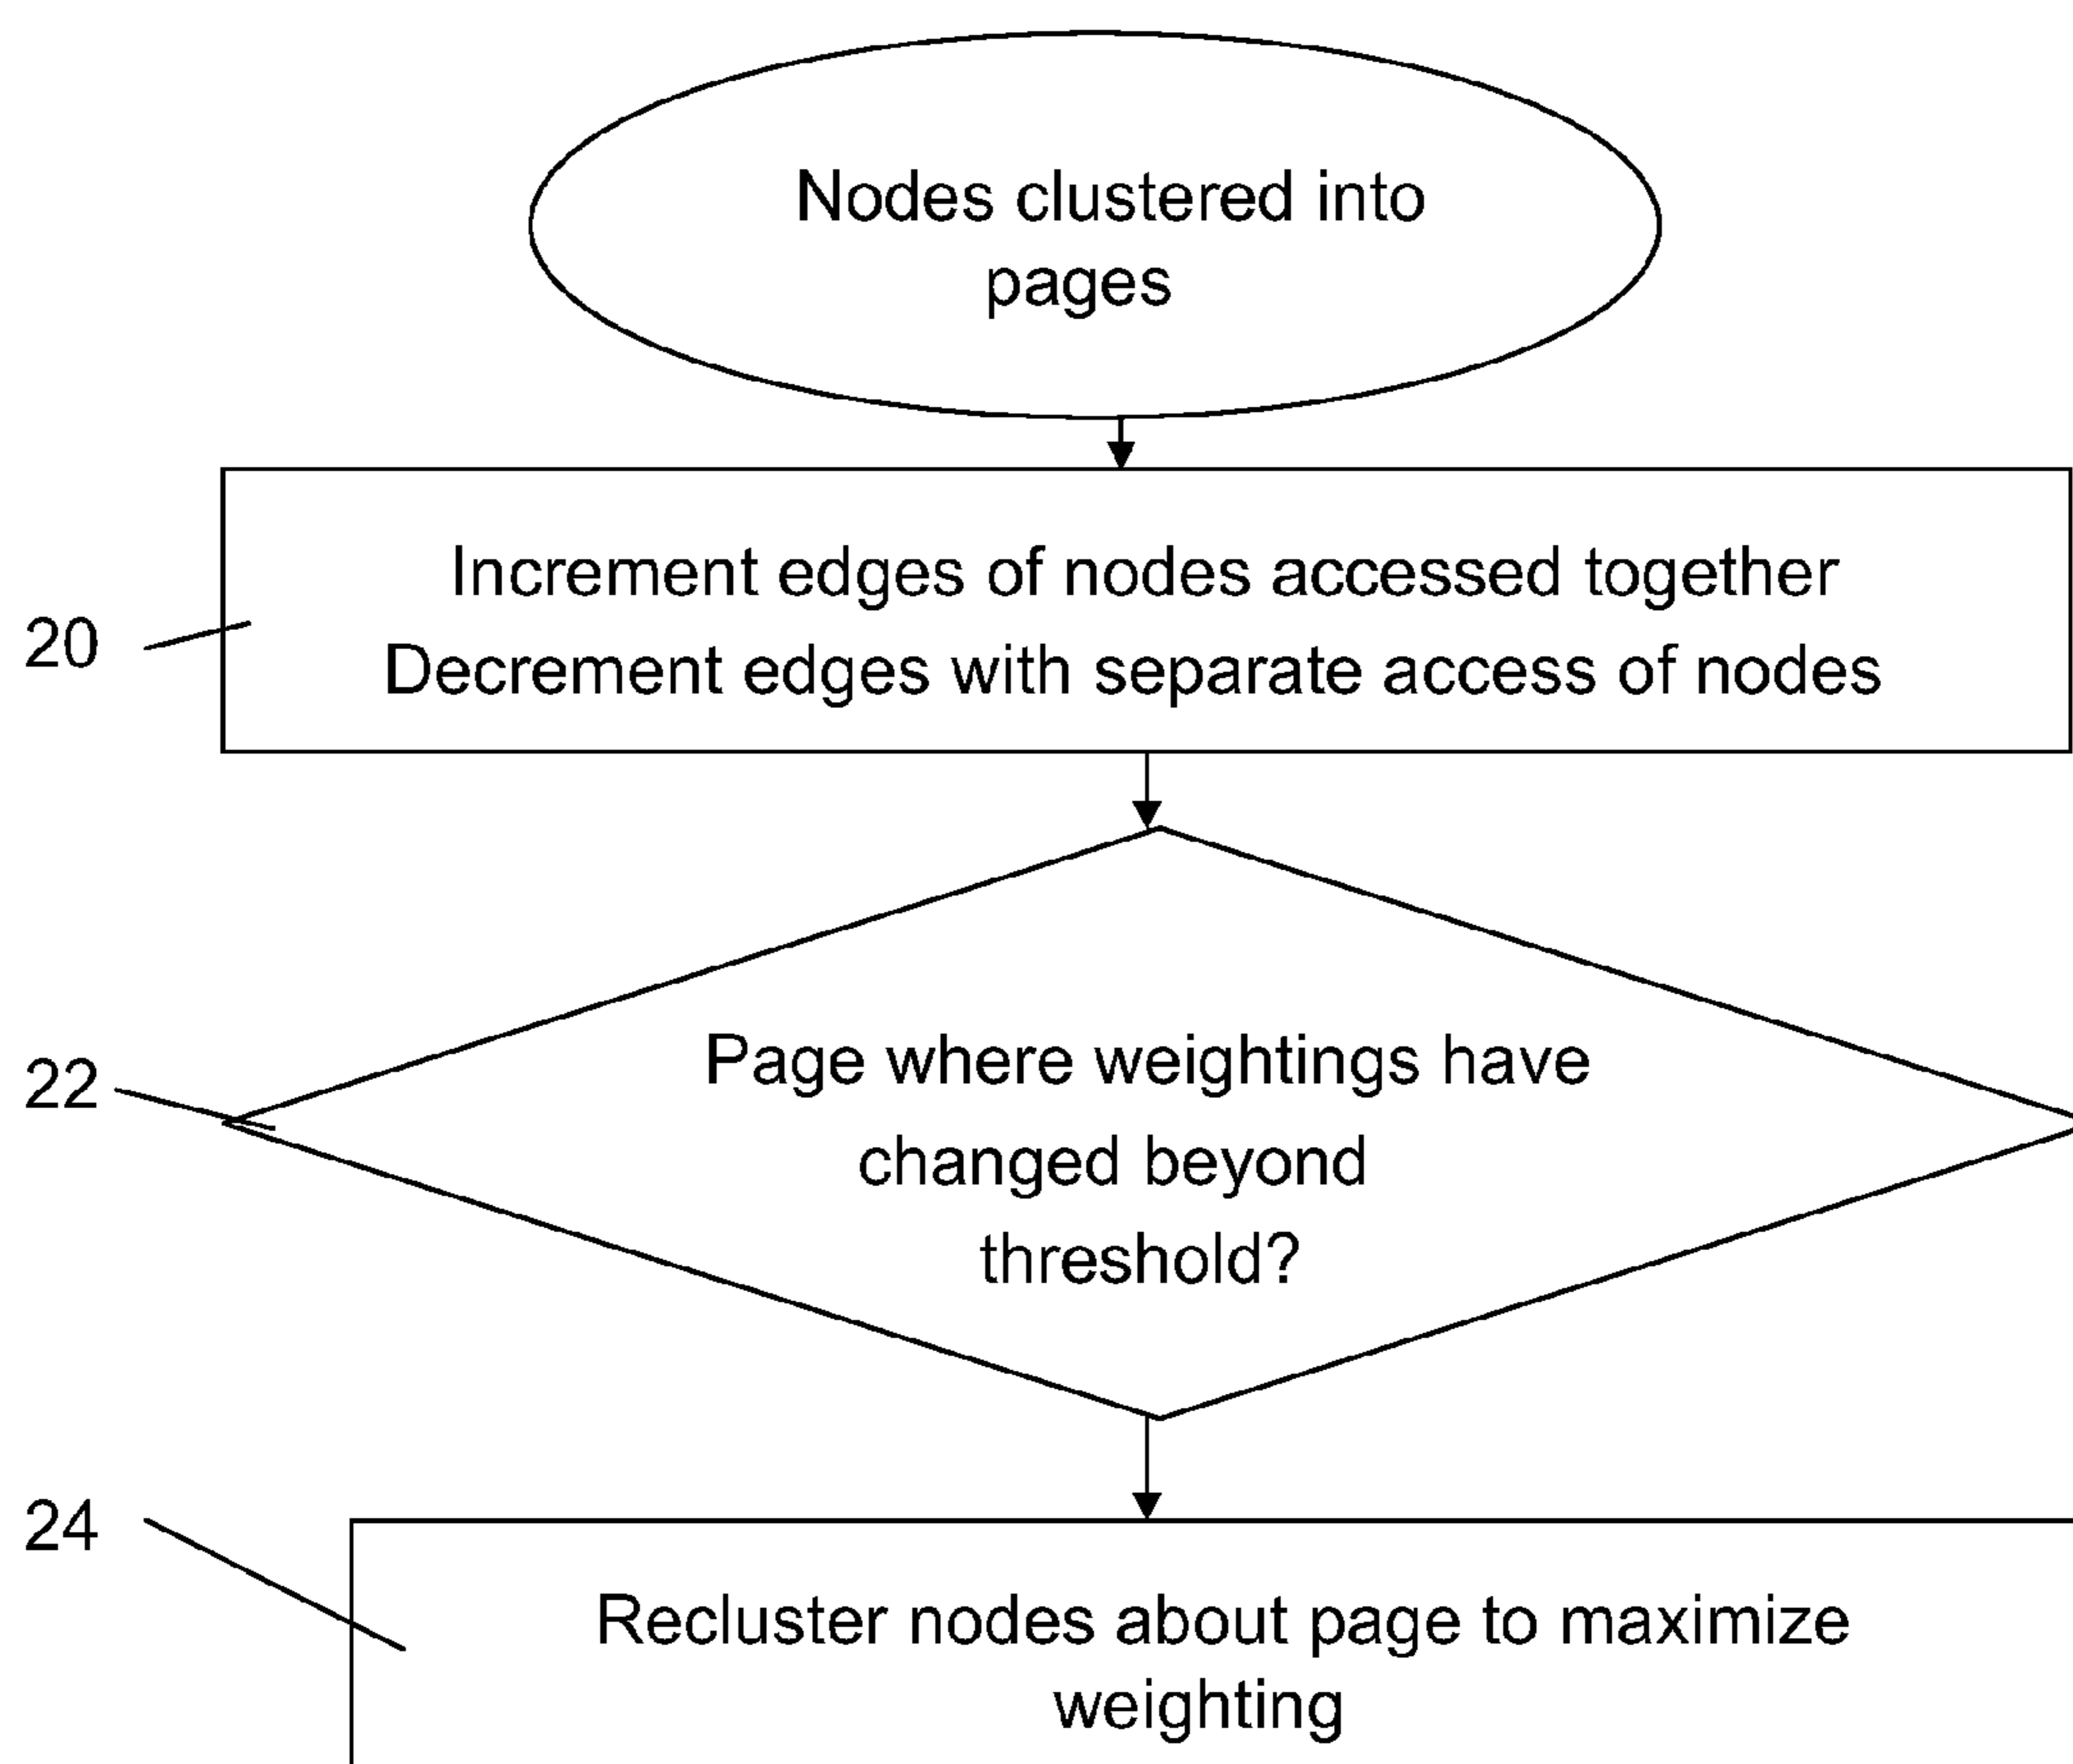 Nodes clustered into
pages
Increment edges of nodes accessed together
20
Decrement edges with separate access of nodes
Page where weightings have
22
changed beyond
threshold?
24
Recluster nodes about page to maximize
weighting